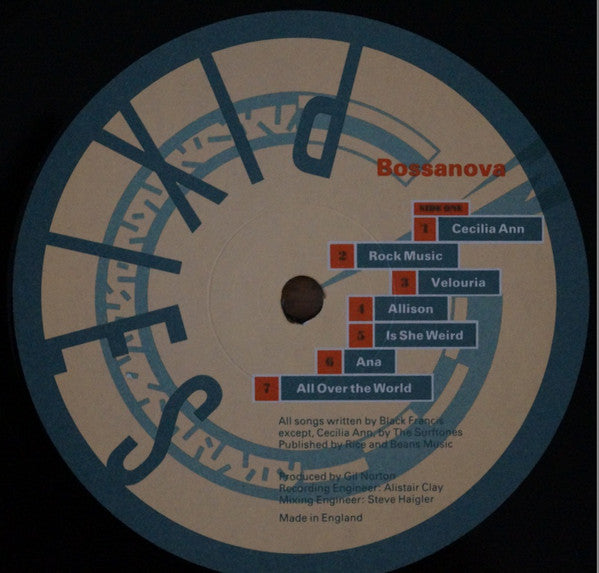 PIXIES
Bossanova
SIDE ONE
1 Cecilia Ann
2 Rock Music
3 Velouria
4 Allison
5 Is She Weird
6 Ana
7 All Over the World
All songs written by Black Francis
except, Cecilia Ann, by The Surftones
Published by Rice and Beans Music
Produced by Gil Norton
Recording Engineer: Alistair Clay
Mixing Engineer: Steve Haigler
Made in England